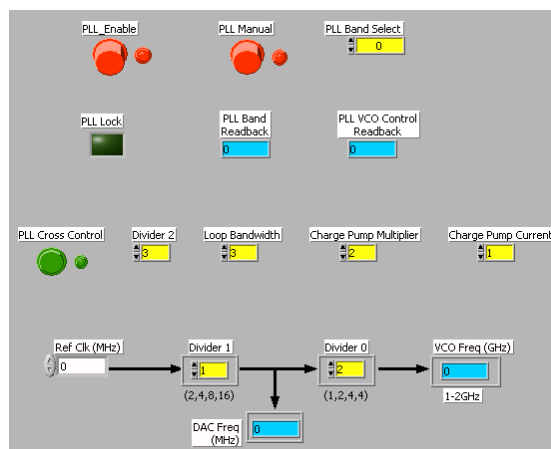 PLL_Enable
PLL Manual
PLL Band Select
0
PLL Lock
PLL Band
Readback
0
PLL VCO Control
Readback
0
PLL Cross Control
Divider 2
3
Loop Bandwidth
3
Charge Pump Multiplier
2
Charge Pump Current
1
Ref Clk (MHz)
0
Divider 1
1
(2,4,8,16)
Divider 0
2
(1,2,4,4)
VCO Freq (GHz)
0
1-2GHz
DAC Freq
(MHz)
0